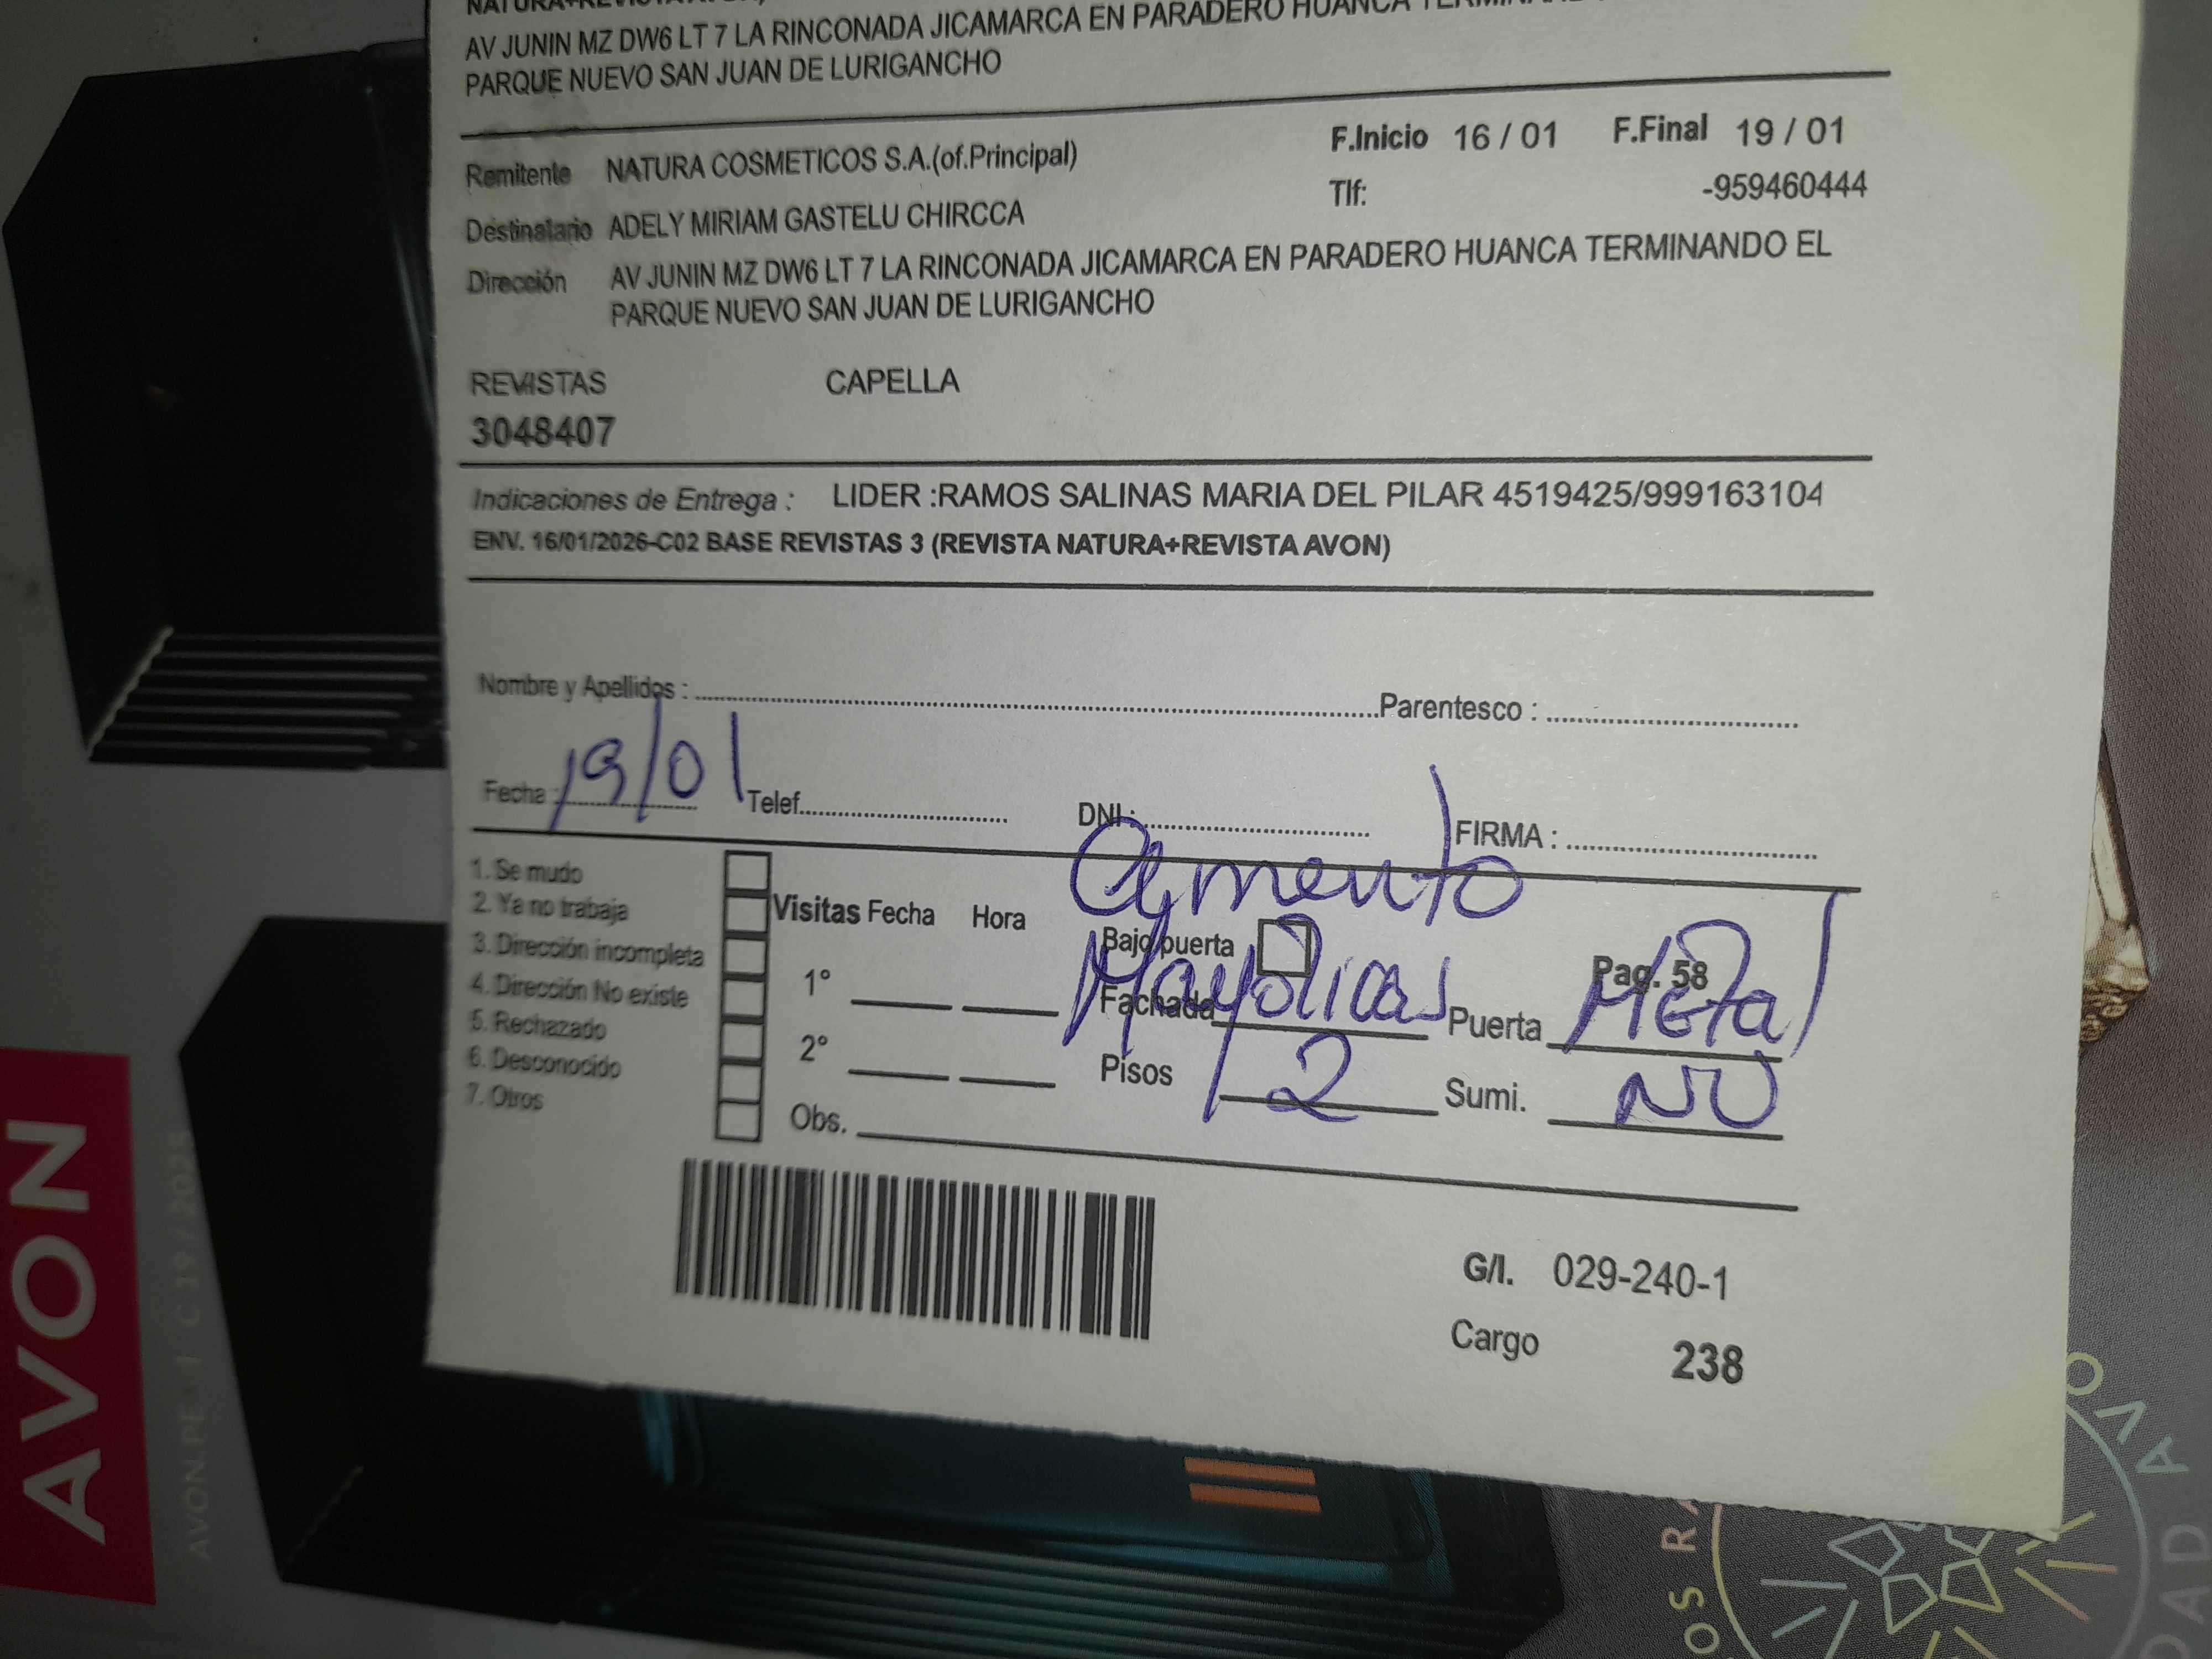 NATURA+REVISTA
AV JUNIN MZ DW6 LT 7 LA RINCONADA JICAMARCA EN PARADERO HUANCA
PARQUE NUEVO SAN JUAN DE LURIGANCHO
F.Inicio 16 / 01 F.Final 19 / 01
Remitente NATURA COSMETICOS S.A.(of.Principal)
Tlf: -959460444
Destinatario ADELY MIRIAM GASTELU CHIRCCA
Dirección AV JUNIN MZ DW6 LT 7 LA RINCONADA JICAMARCA EN PARADERO HUANCA TERMINANDO EL
PARQUE NUEVO SAN JUAN DE LURIGANCHO
REVISTAS CAPELLA
3048407
Indicaciones de Entrega : LIDER :RAMOS SALINAS MARIA DEL PILAR 4519425/999163104
ENV. 16/01/2026-C02 BASE REVISTAS 3 (REVISTA NATURA+REVISTA AVON)
Nombre y Apellidos : Parentesco :
Fecha : 19/01 Telef. DNI : FIRMA :
1. Se mudo
2. Ya no trabaja
3. Dirección incompleta
4. Dirección No existe
5. Rechazado
6. Desconocido
7. Otros
Visitas Fecha Hora
1°
2°
Obs.
Cemento
Bajo puerta Pag. 58
Fachada Mayolicas Puerta Metal
Pisos 2 Sumi. NO
G/I. 029-240-1
Cargo 238
AVON
AVON.PE | C 19 / 2025